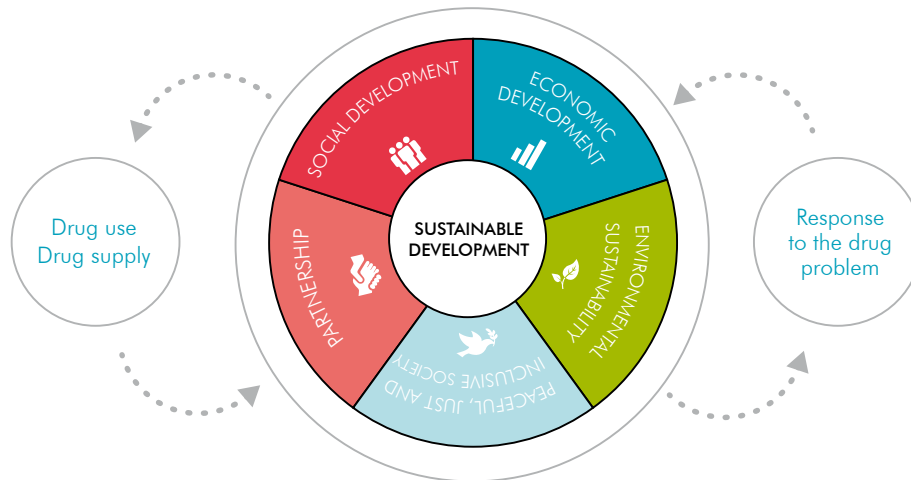 SOCIAL DEVELOPMENT
ECONOMIC
DEVELOPMENT
Drug use
Drug supply
SUSTAINABLE
DEVELOPMENT
Response
to the drug
problem
PARTNERSHIP
ENVIRONMENTAL
SUSTAINABILITY
PEACEFUL, JUST AND
INCLUSIVE SOCIETY